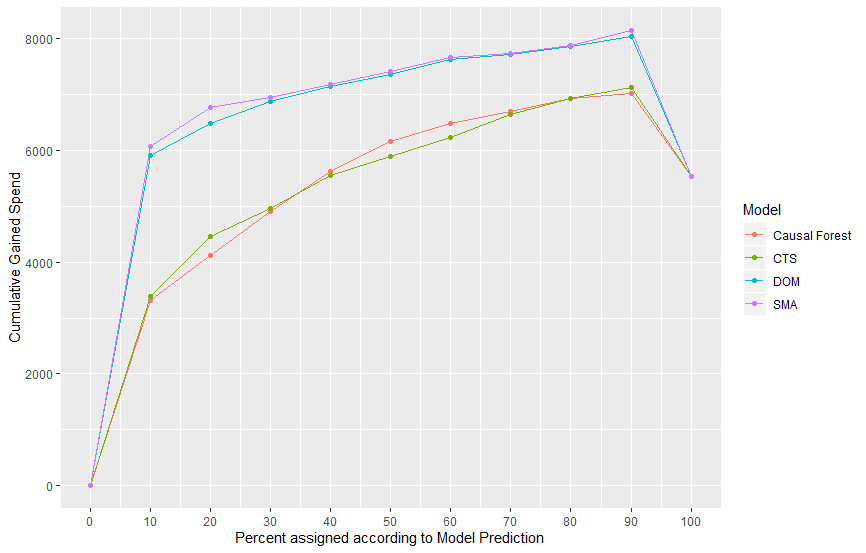 8000
6000
4000
2000
0
Cumulative Gained Spend
0 10 20 30 40 50 60 70 80 90 100
Percent assigned according to Model Prediction
Model
Causal Forest
CTS
DOM
SMA